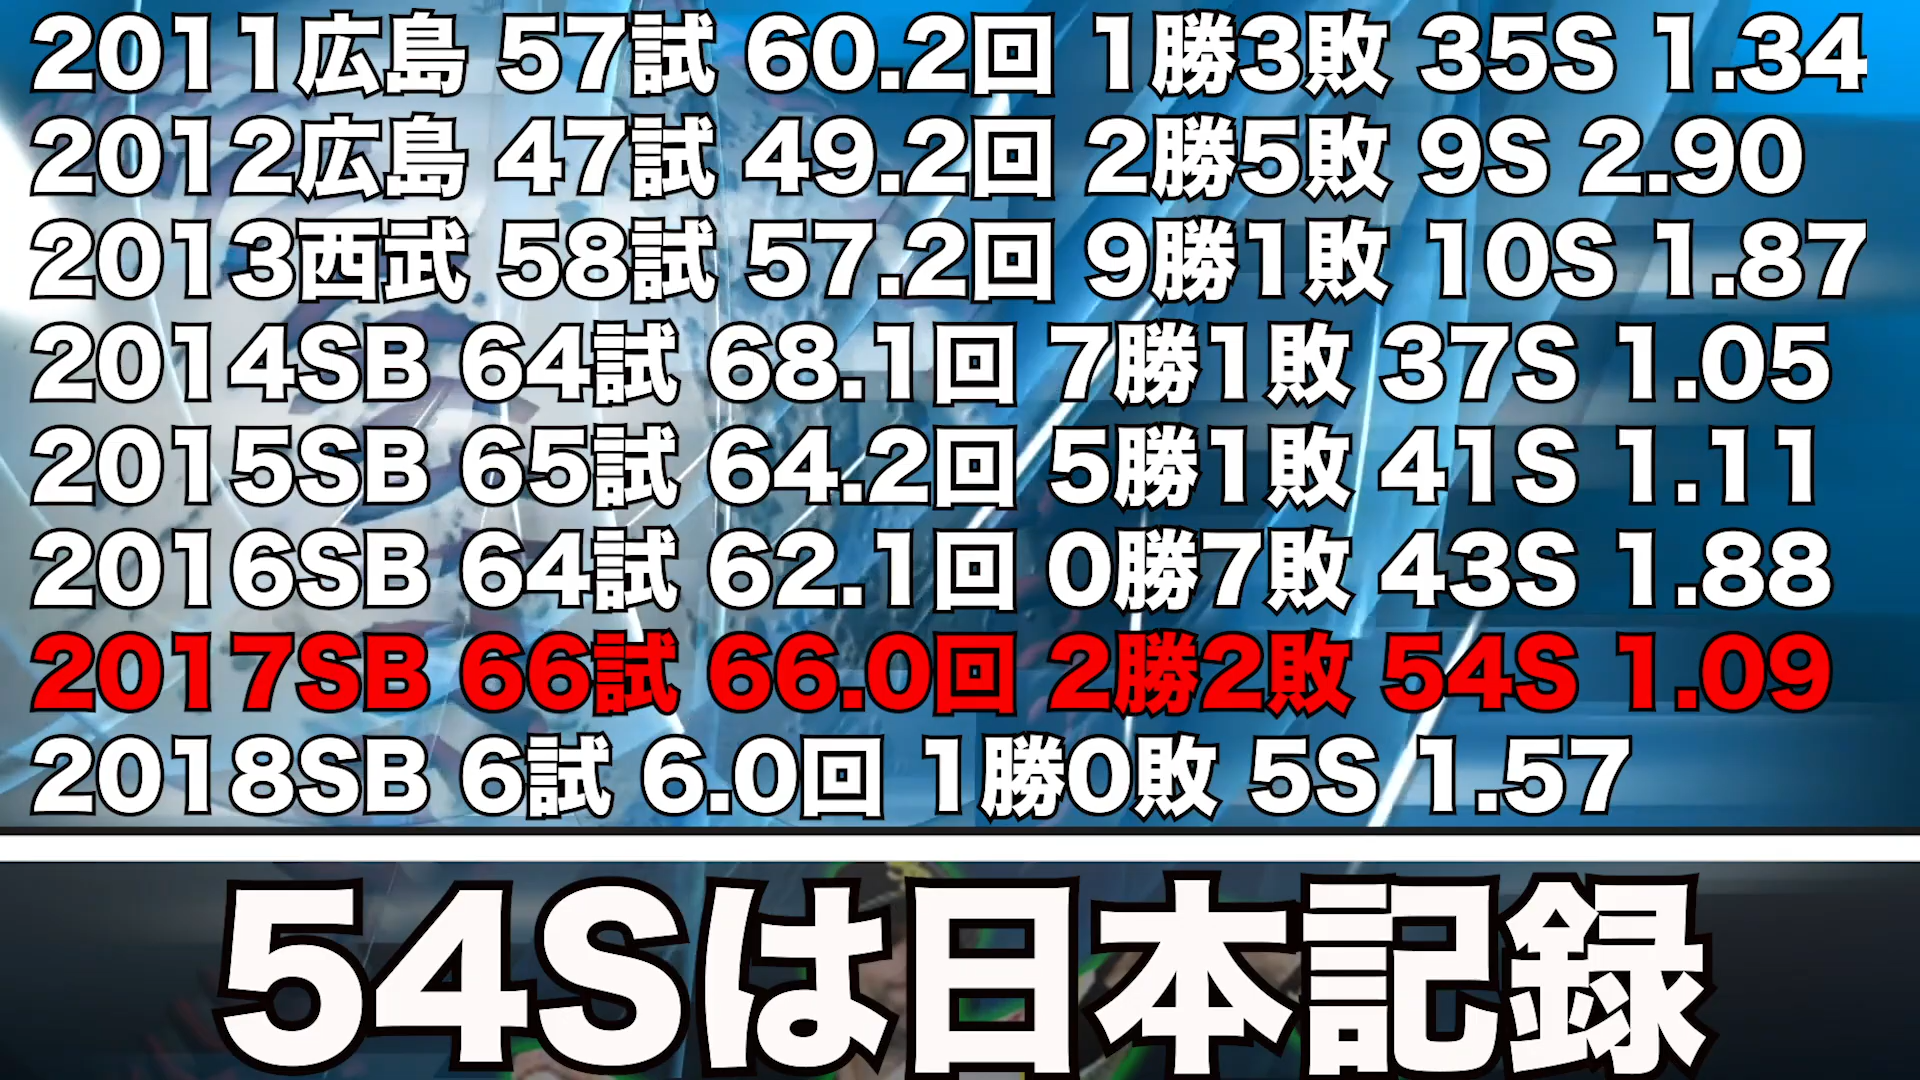 2011広島 57試 60.2回 1勝3敗 35S 1.34
2012広島 47試 49.2回 2勝5敗 9S 2.90
2013西武 58試 57.2回 9勝1敗 10S 1.87
2014SB 64試 68.1回 7勝1敗 37S 1.05
2015SB 65試 64.2回 5勝1敗 41S 1.11
2016SB 64試 62.1回 0勝7敗 43S 1.88
2017SB 66試 66.0回 2勝2敗 54S 1.09
2018SB 6試 6.0回 1勝0敗 5S 1.57
54Sは日本記録